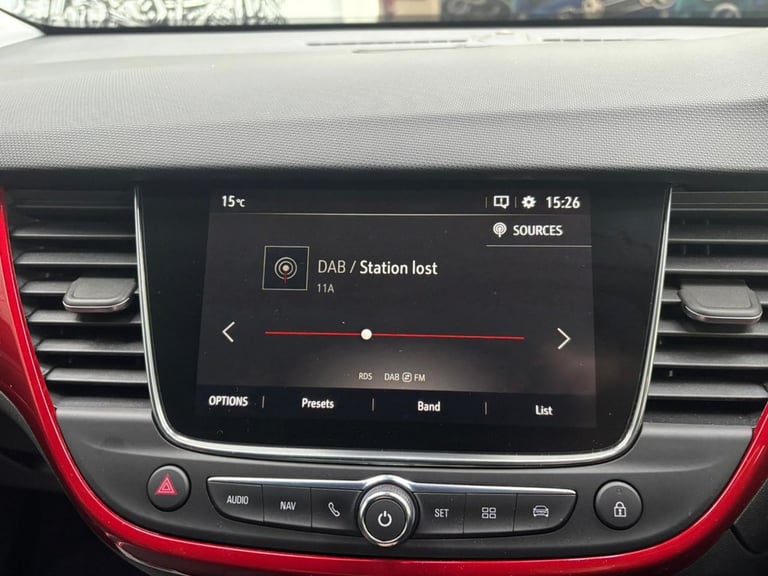 15°C 15:26
SOURCES
DAB / Station lost
11A
RDS DAB FM
OPTIONS Presets Band List
AUDIO NAV SET